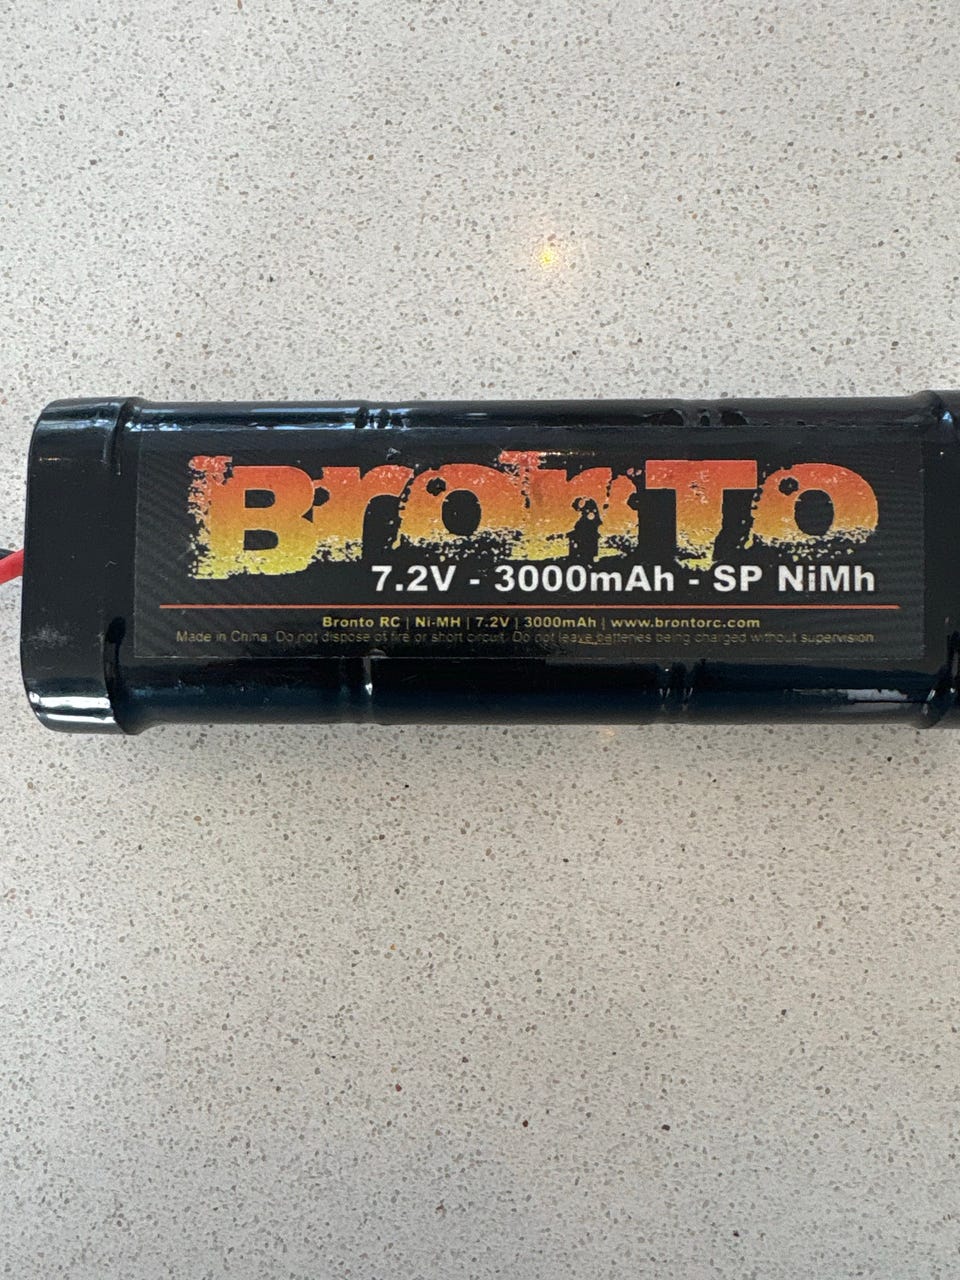 BronTo
7.2V - 3000mAh - SP NiMh
Bronto RC | Ni-MH | 7.2V | 3000mAh | www.brontorc.com
Made in China. Do not dispose of fire or short circuit. Do not leave batteries being charged without supervision.